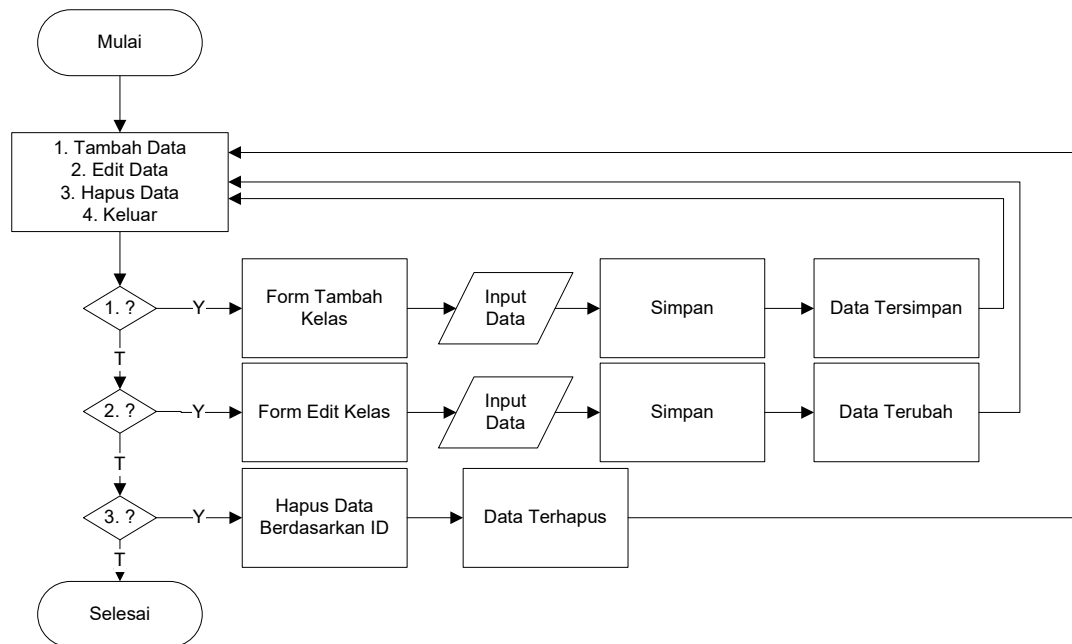 Mulai
1. Tambah Data
2. Edit Data
3. Hapus Data
4. Keluar
1. ?
Y
Form Tambah
Kelas
Input
Data
Simpan
Data Tersimpan
T
2. ?
Y
Form Edit Kelas
Input
Data
Simpan
Data Terubah
T
3. ?
Y
Hapus Data
Berdasarkan ID
Data Terhapus
T
Selesai